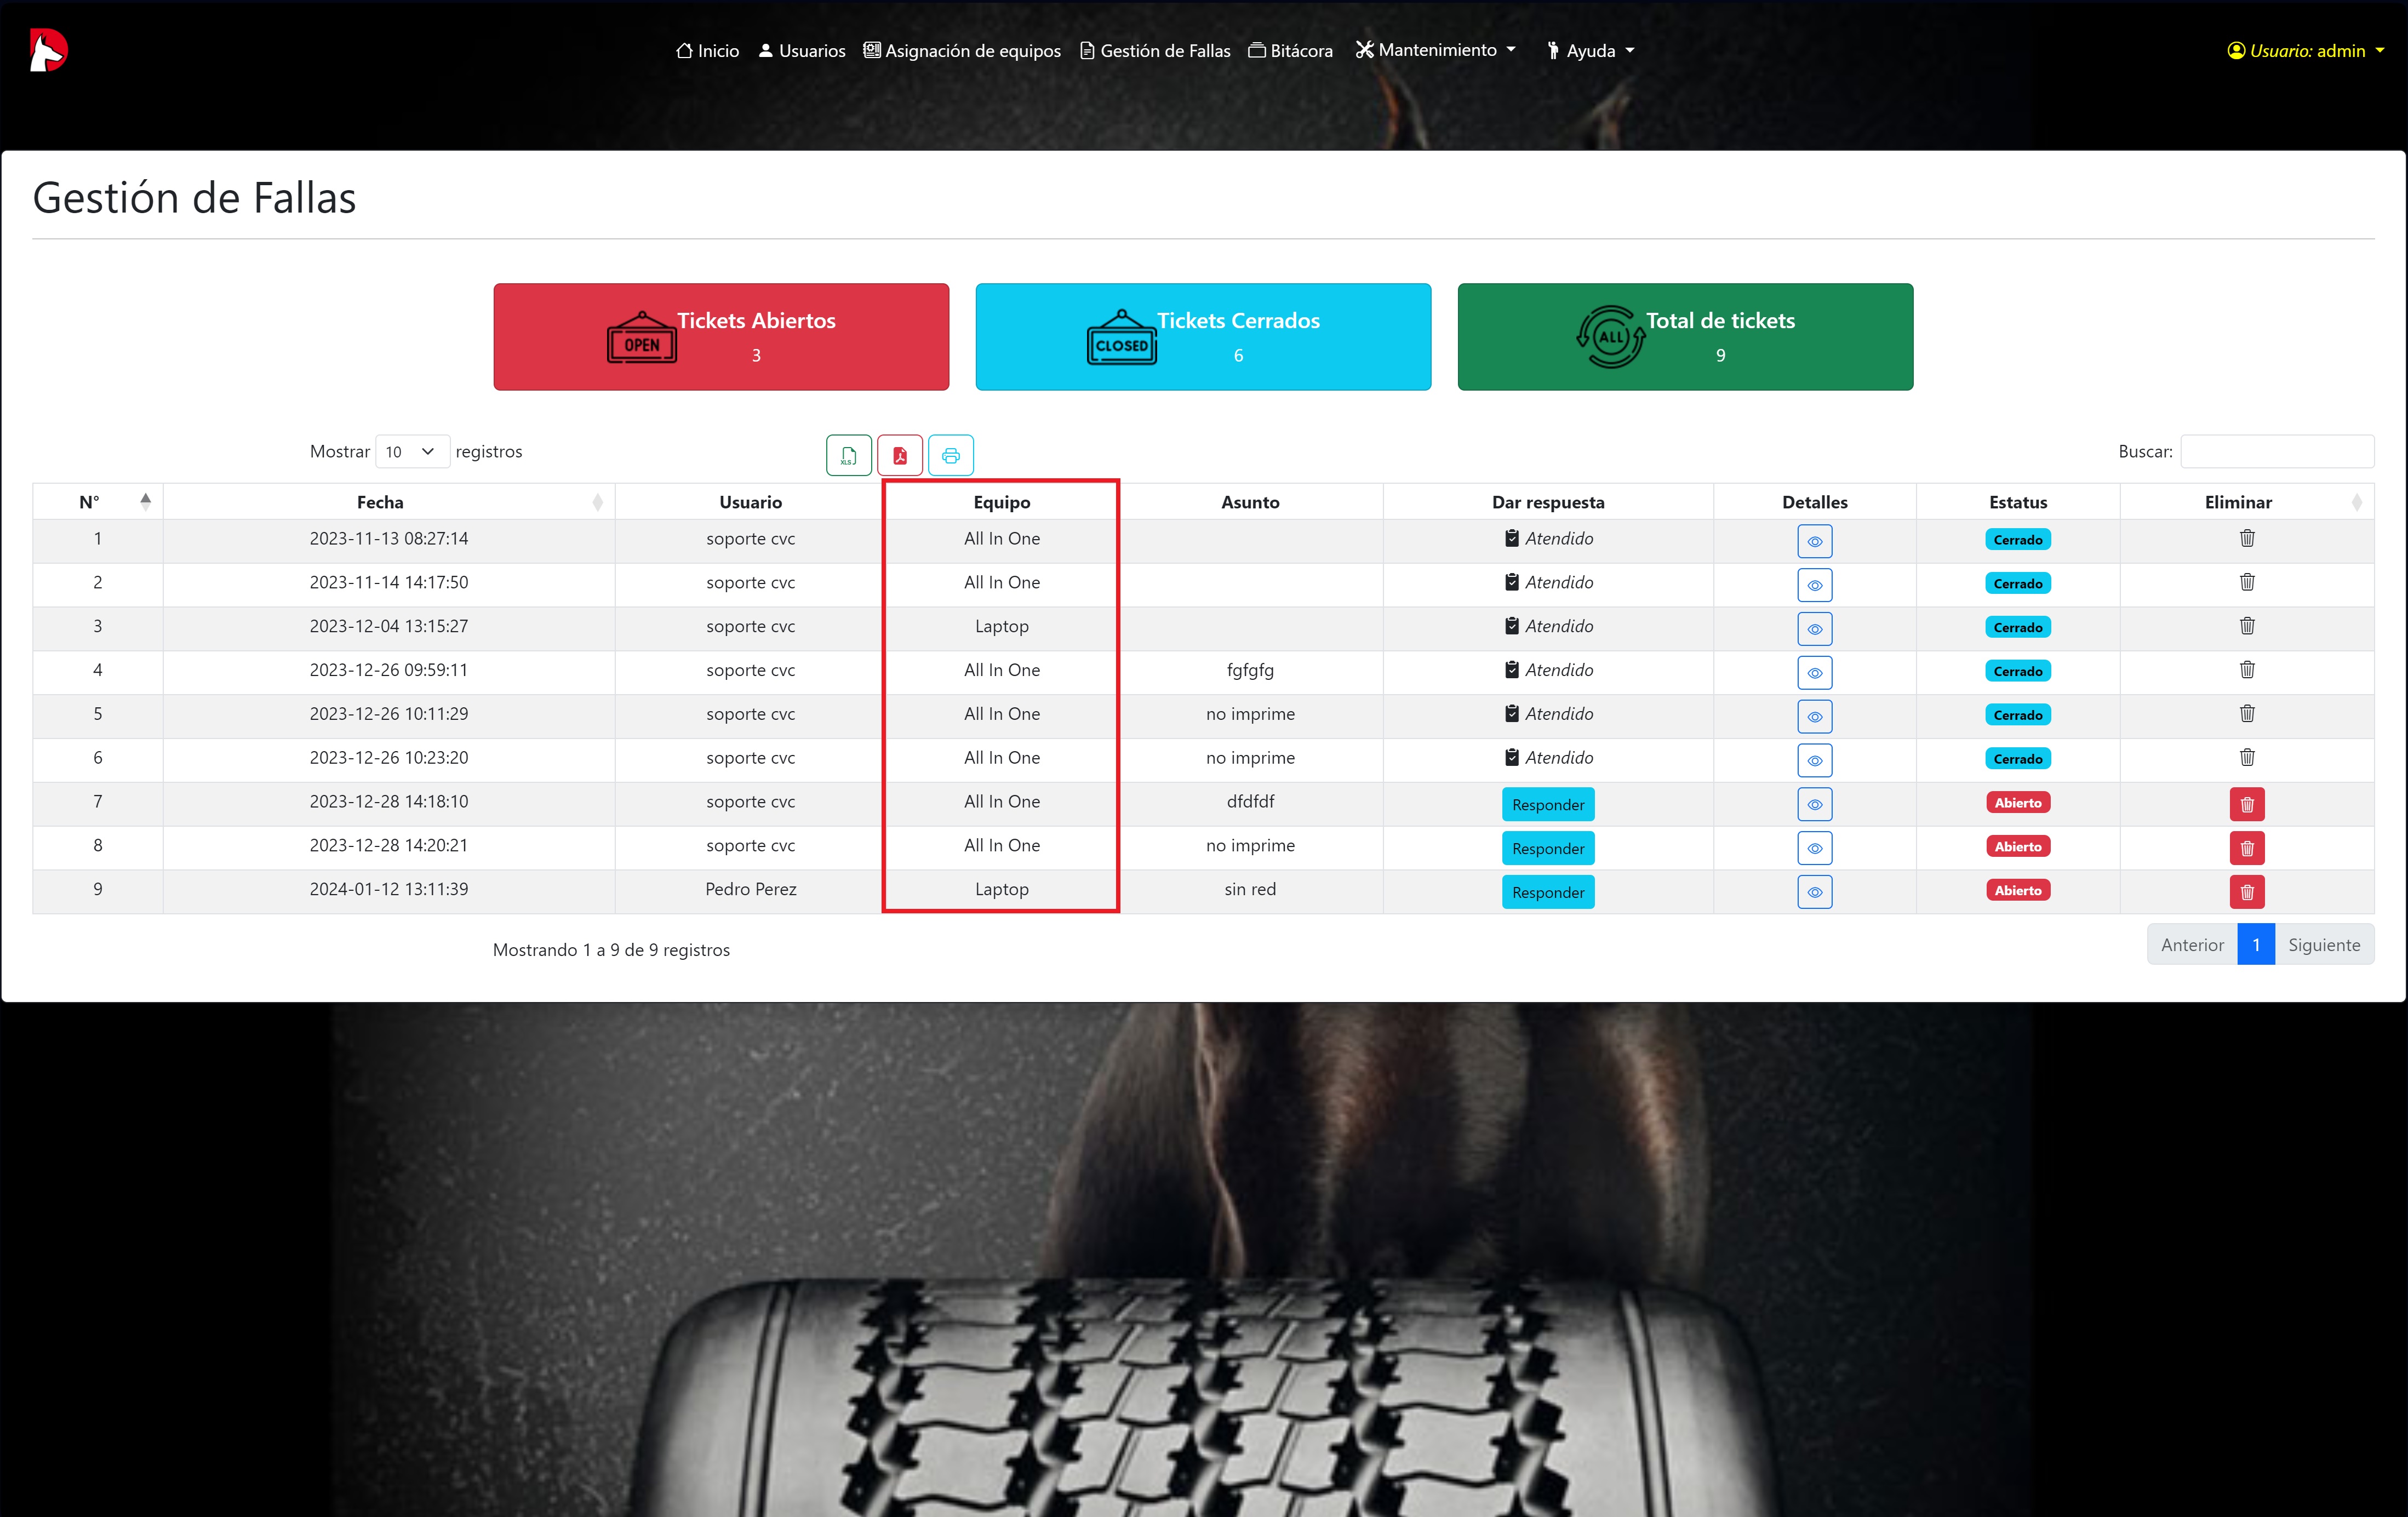 Inicio Usuarios Asignación de equipos Gestión de Fallas Bitácora Mantenimiento Ayuda Usuario: admin
Gestión de Fallas
OPEN Tickets Abiertos
3
CLOSED Tickets Cerrados
6
ALL Total de tickets
9
Mostrar 10 registros XLS Buscar:
N° Fecha Usuario Equipo Asunto Dar respuesta Detalles Estatus Eliminar
1 2023-11-13 08:27:14 soporte cvc All In One Atendido Cerrado
2 2023-11-14 14:17:50 soporte cvc All In One Atendido Cerrado
3 2023-12-04 13:15:27 soporte cvc Laptop Atendido Cerrado
4 2023-12-26 09:59:11 soporte cvc All In One fgfgfg Atendido Cerrado
5 2023-12-26 10:11:29 soporte cvc All In One no imprime Atendido Cerrado
6 2023-12-26 10:23:20 soporte cvc All In One no imprime Atendido Cerrado
7 2023-12-28 14:18:10 soporte cvc All In One dfdfdf Responder Abierto
8 2023-12-28 14:20:21 soporte cvc All In One no imprime Responder Abierto
9 2024-01-12 13:11:39 Pedro Perez Laptop sin red Responder Abierto
Mostrando 1 a 9 de 9 registros Anterior 1 Siguiente